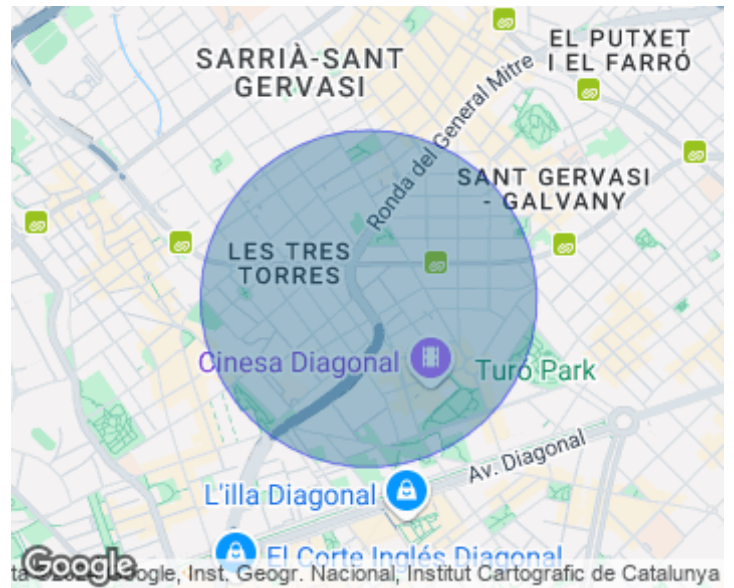 EL PUTXET
I EL FARRÓ
SARRIÀ-SANT
GERVASI
Ronda del General Mitre
SANT GERVASI
- GALVANY
LES TRES
TORRES
Cinesa Diagonal
Turó Park
Av. Diagonal
L'illa Diagonal
El Corte Inglés Diagonal
Google
Google, Inst. Geogr. Nacional, Institut Cartografic de Catalunya